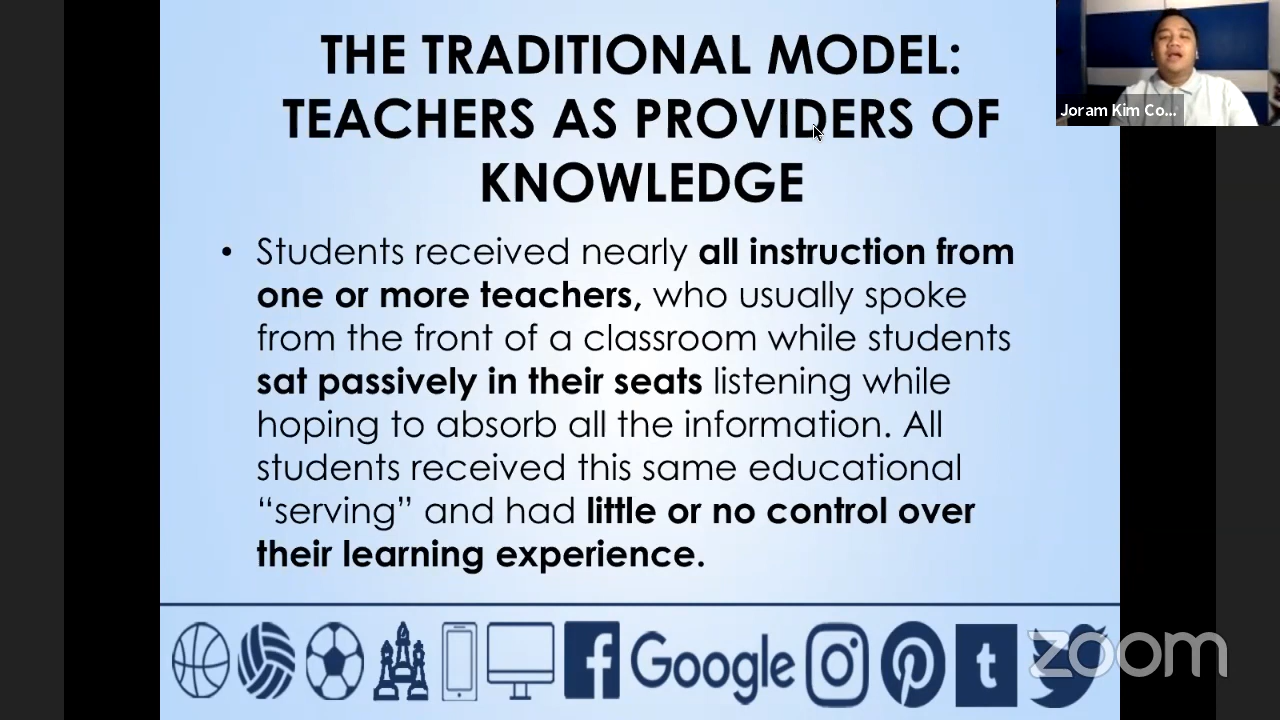 THE TRADITIONAL MODEL:
TEACHERS AS PROVIDERS OF
KNOWLEDGE
Joram Kim Co...
• Students received nearly all instruction from
one or more teachers, who usually spoke
from the front of a classroom while students
sat passively in their seats listening while
hoping to absorb all the information. All
students received this same educational
“serving” and had little or no control over
their learning experience.
f Google t zoom